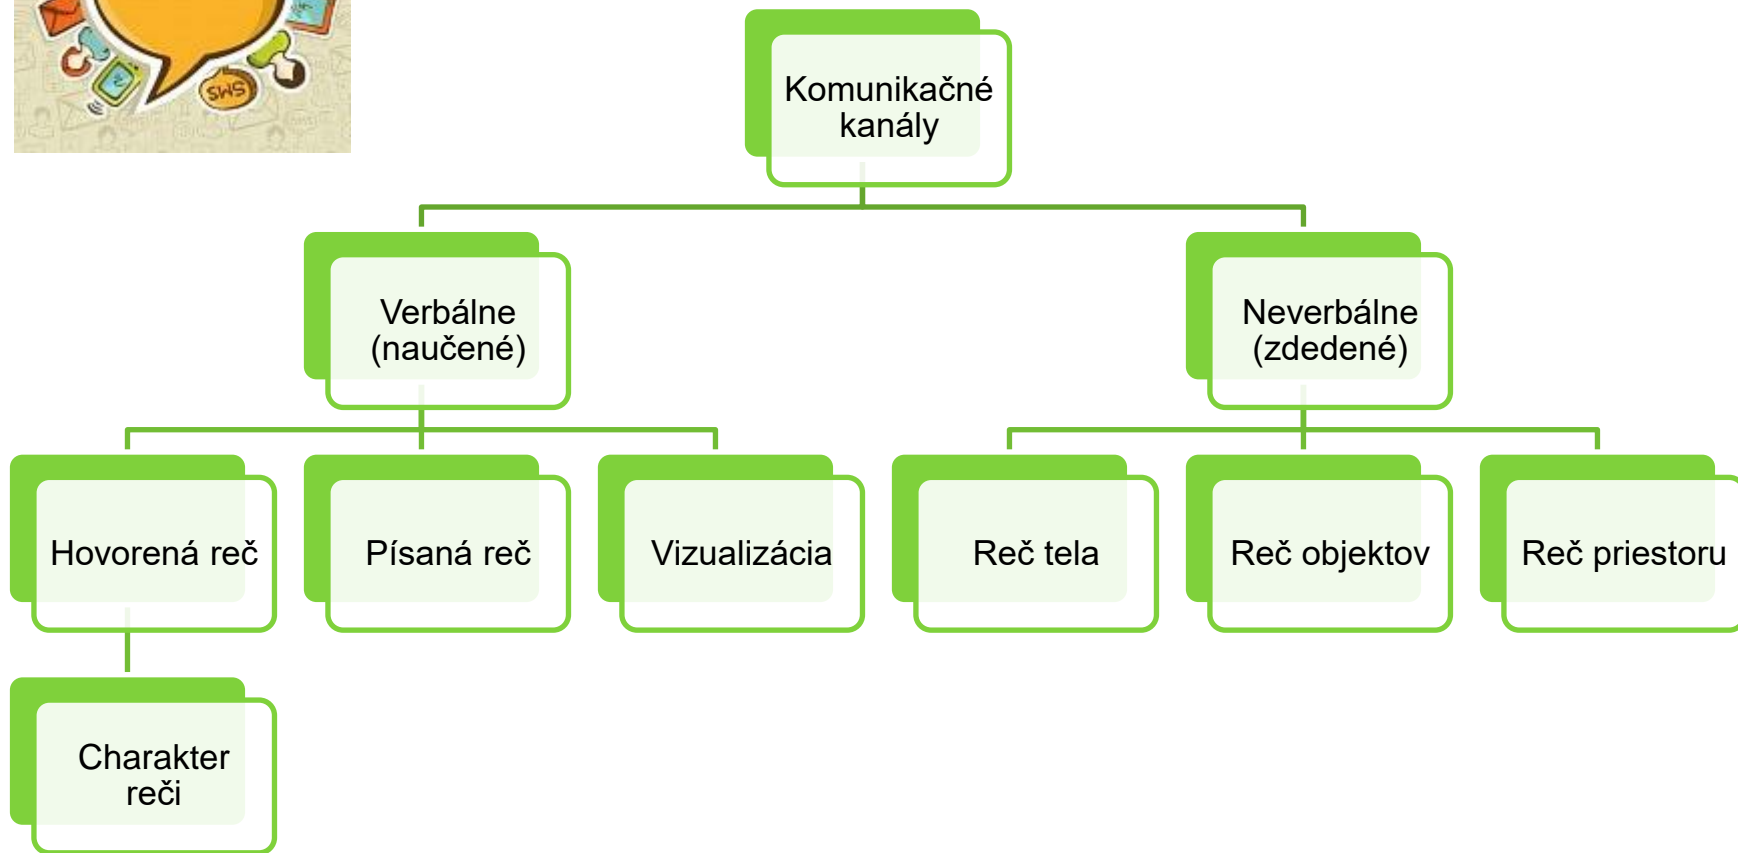 SMS
Komunikačné
kanály
Verbálne
(naučené)
Neverbálne
(zdedené)
Hovorená reč
Písaná reč
Vizualizácia
Reč tela
Reč objektov
Reč priestoru
Charakter
reči